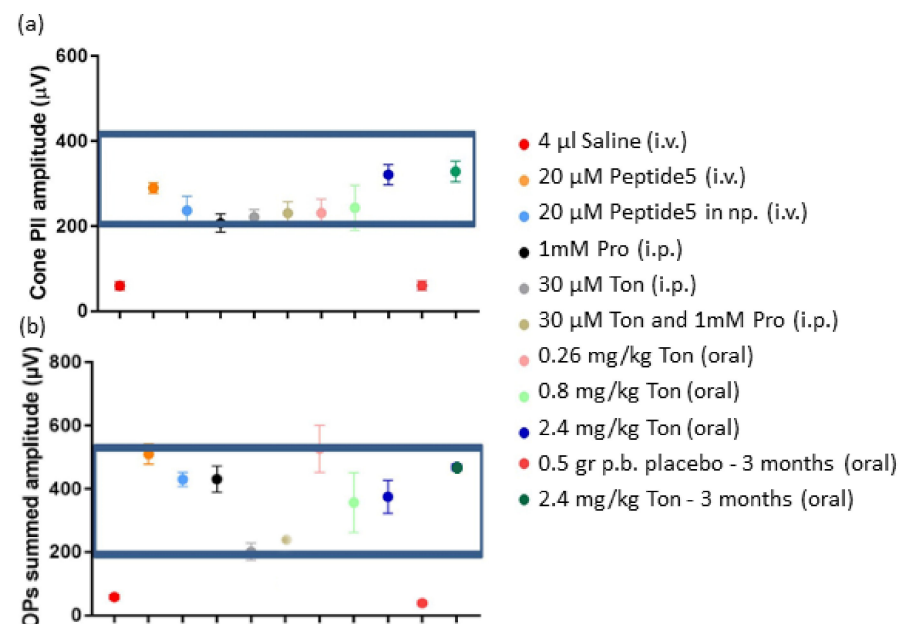 (a)
Cone PII amplitude (µV)
600
400
200
0
(b)
OPs summed amplitude (µV)
800
600
400
200
0
4 µl Saline (i.v.)
20 µM Peptide5 (i.v.)
20 µM Peptide5 in np. (i.v.)
1mM Pro (i.p.)
30 µM Ton (i.p.)
30 µM Ton and 1mM Pro (i.p.)
0.26 mg/kg Ton (oral)
0.8 mg/kg Ton (oral)
2.4 mg/kg Ton (oral)
0.5 gr p.b. placebo - 3 months (oral)
2.4 mg/kg Ton - 3 months (oral)